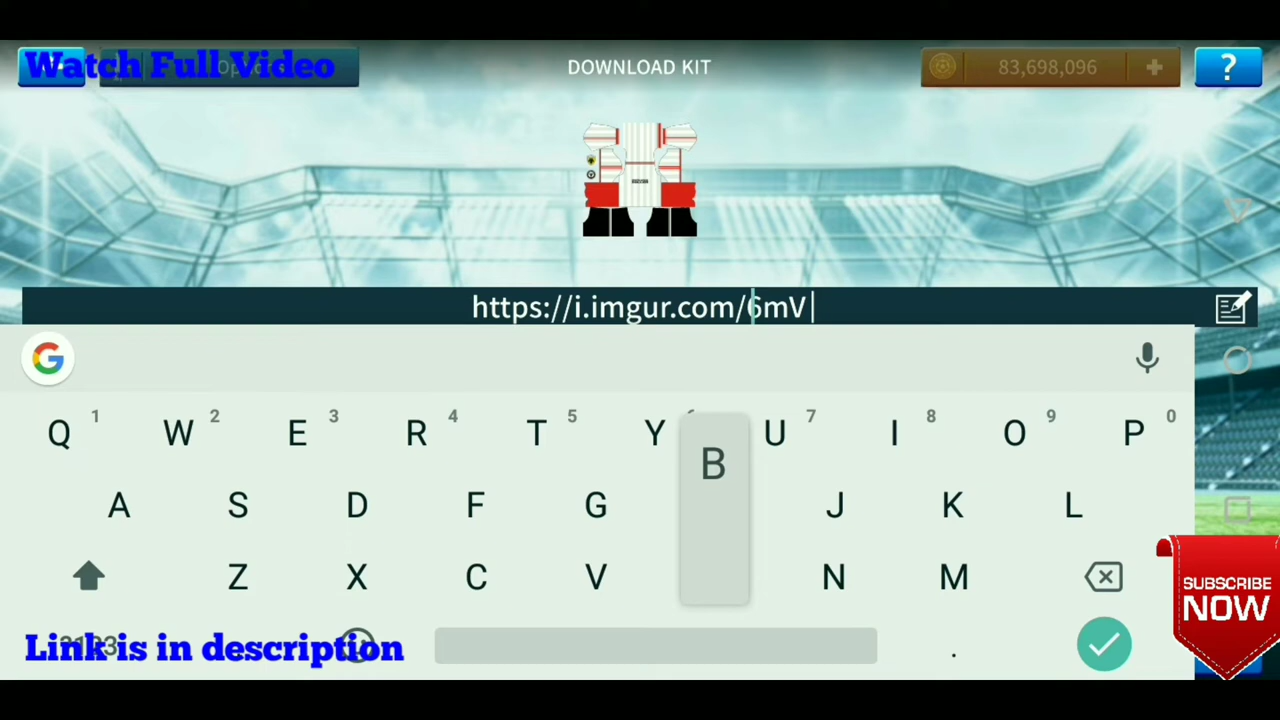 Watch Full Video
DOWNLOAD KIT
83,698,096
+
?
https://i.imgur.com/6mV
G
1 2 3 4 5 7 8 9 0
Q W E R T Y U I O P
B
A S D F G J K L
Z X C V N M
SUBSCRIBE
NOW
Link is in description
.